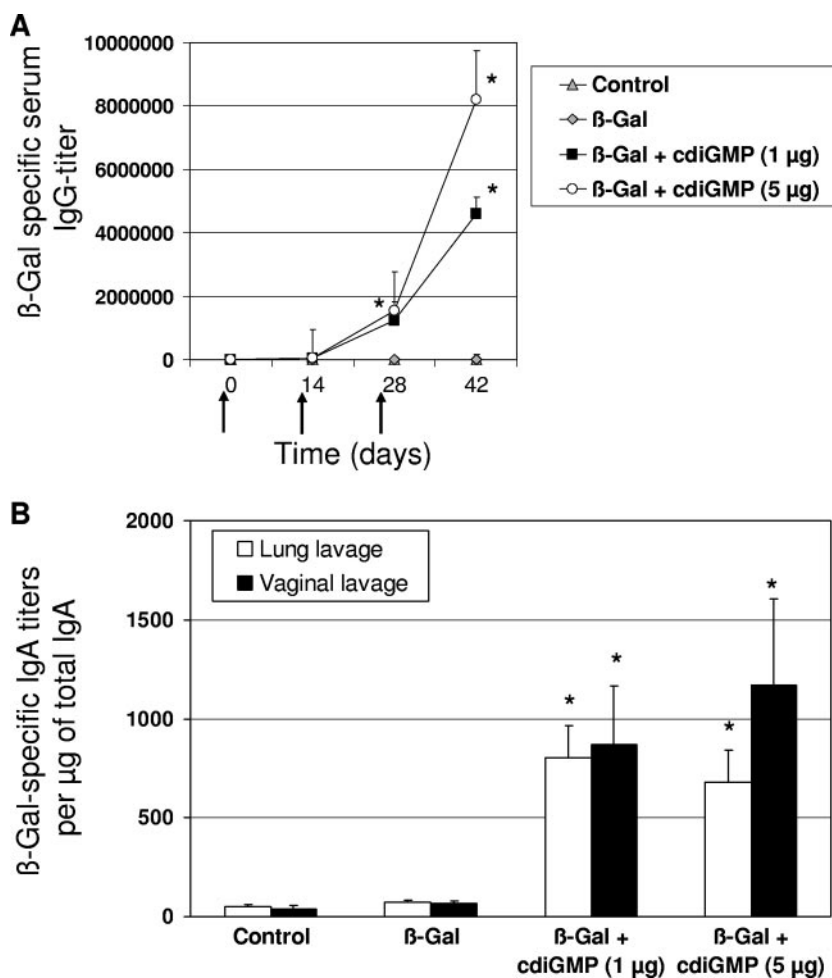 A
ß-Gal specific serum
IgG-titer
10000000
8000000
6000000
4000000
2000000
0
*
*
*
0
14
28
42
Time (days)
Control
ß-Gal
ß-Gal + cdiGMP (1 µg)
ß-Gal + cdiGMP (5 µg)
B
ß-Gal-specific IgA titers
per µg of total IgA
2000
1500
1000
500
0
Lung lavage
Vaginal lavage
*
*
*
*
Control
ß-Gal
ß-Gal +
cdiGMP (1 µg)
ß-Gal +
cdiGMP (5 µg)